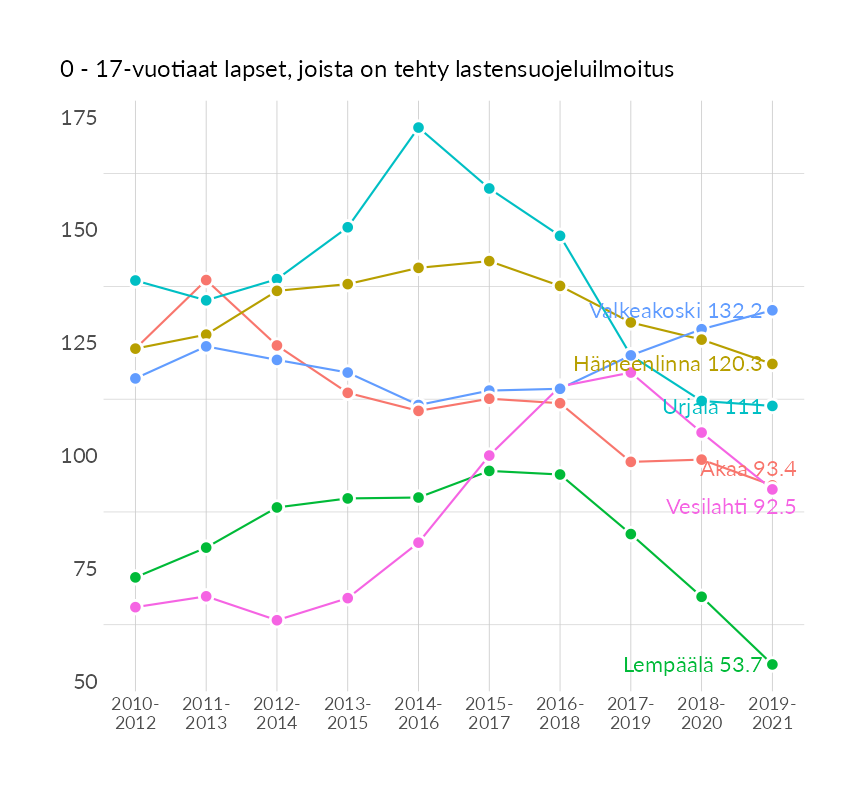 0 - 17-vuotiaat lapset, joista on tehty lastensuojeluilmoitus
175
150
125
100
75
50
Valkeakoski 132.2
Hämeenlinna 120.3
Urjala 111
Akaa 93.4
Vesilahti 92.5
Lempäälä 53.7
2010- 2011- 2012- 2013- 2014- 2015- 2016- 2017- 2018- 2019-
2012 2013 2014 2015 2016 2017 2018 2019 2020 2021